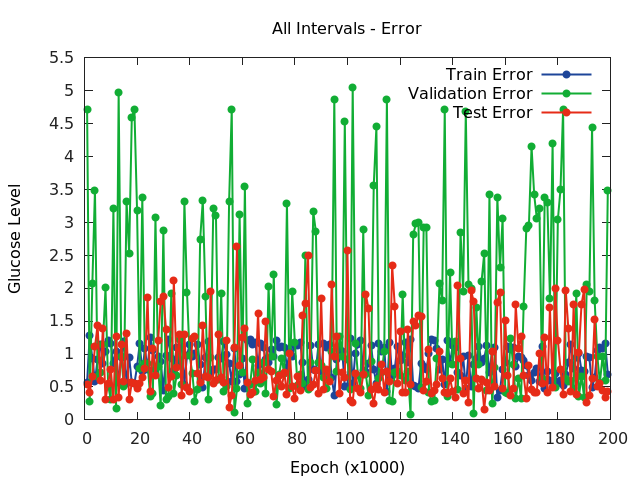 All Intervals - Error
Train Error
Validation Error
Test Error
5.5
5
4.5
4
3.5
3
2.5
2
1.5
1
0.5
0
Glucose Level
0 20 40 60 80 100 120 140 160 180 200
Epoch (x1000)